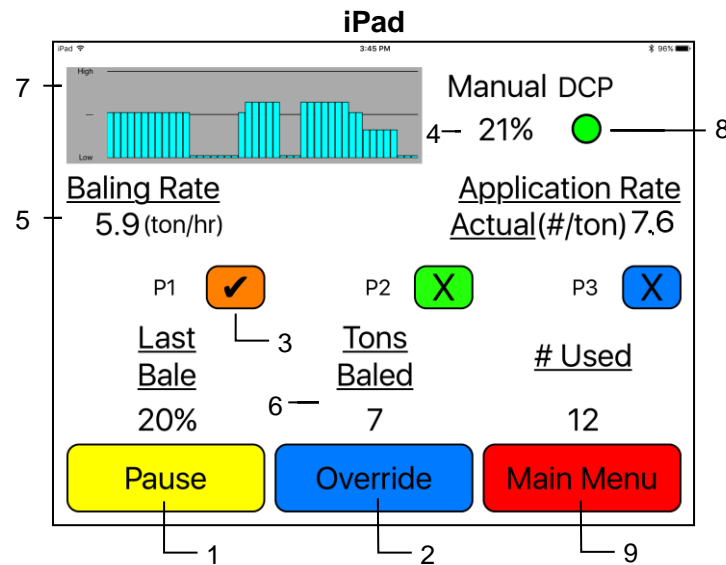 iPad
iPad 3:45 PM 96%
High
7
Manual DCP
—
4 21% 8
Low
Baling Rate Application Rate
5 5.9 (ton/hr) Actual (#/ton) 7.6
P1 ✔ P2 X P3 X
3
Last Tons
Bale Baled # Used
6
20% 7 12
Pause Override Main Menu
1 2 9